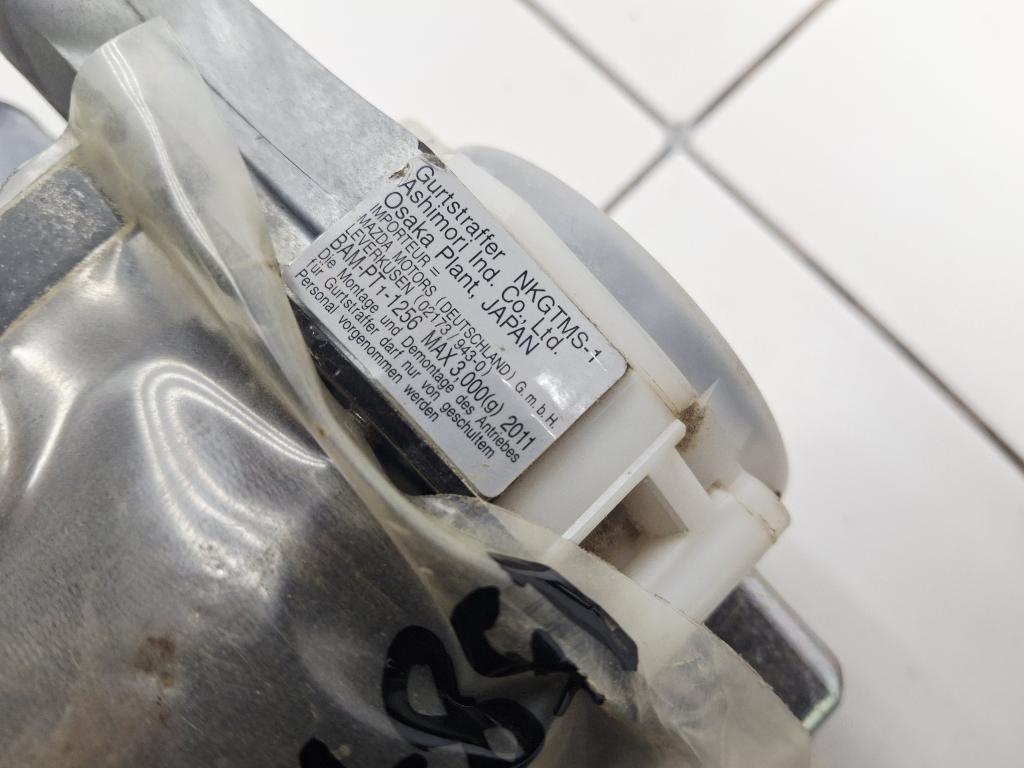 Gurtstraffer NKGTMS-1
Ashimori Ind. Co., Ltd.
Osaka Plant, JAPAN
IMPORTEUR =
MAZDA MOTORS (DEUTSCHLAND) G.m.b.H.
LEVERKUSEN (02173/943-0)
BAM-PT1-1256 MAX3,000(g) 2011
Die Montage und Demontage des Antriebes
für Gurtstraffer darf nur von geschultem
Personal vorgenommen werden